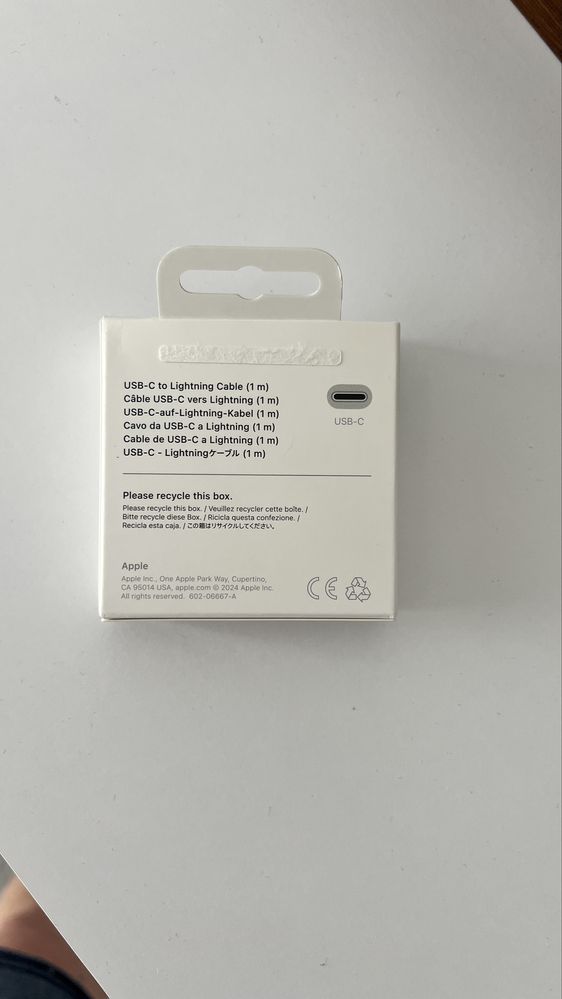 USB-C to Lightning Cable (1 m)
Câble USB-C vers Lightning (1 m)
USB-C-auf-Lightning-Kabel (1 m)
Cavo da USB-C a Lightning (1 m)
Cable de USB-C a Lightning (1 m)
USB-C - Lightningケーブル (1 m)
USB-C
Please recycle this box.
Please recycle this box. / Veuillez recycler cette boîte. /
Bitte recycle diese Box. / Ricicla questa confezione. /
Recicla esta caja. / この箱はリサイクルしてください。
Apple
Apple Inc., One Apple Park Way, Cupertino,
CA 95014 USA, apple.com © 2024 Apple Inc.
All rights reserved. 602-06667-A
CE